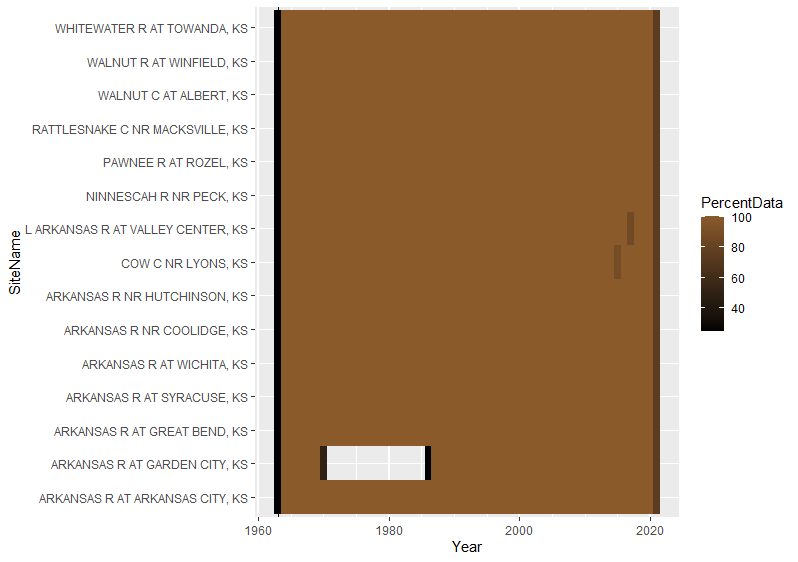 WHITEWATER R AT TOWANDA, KS
WALNUT R AT WINFIELD, KS
WALNUT C AT ALBERT, KS
RATTLESNAKE C NR MACKSVILLE, KS
PAWNEE R AT ROZEL, KS
NINNESCAH R NR PECK, KS
L ARKANSAS R AT VALLEY CENTER, KS
COW C NR LYONS, KS
ARKANSAS R NR HUTCHINSON, KS
ARKANSAS R NR COOLIDGE, KS
ARKANSAS R AT WICHITA, KS
ARKANSAS R AT SYRACUSE, KS
ARKANSAS R AT GREAT BEND, KS
ARKANSAS R AT GARDEN CITY, KS
ARKANSAS R AT ARKANSAS CITY, KS
SiteName
1960 1980 2000 2020
Year
PercentData
100
80
60
40